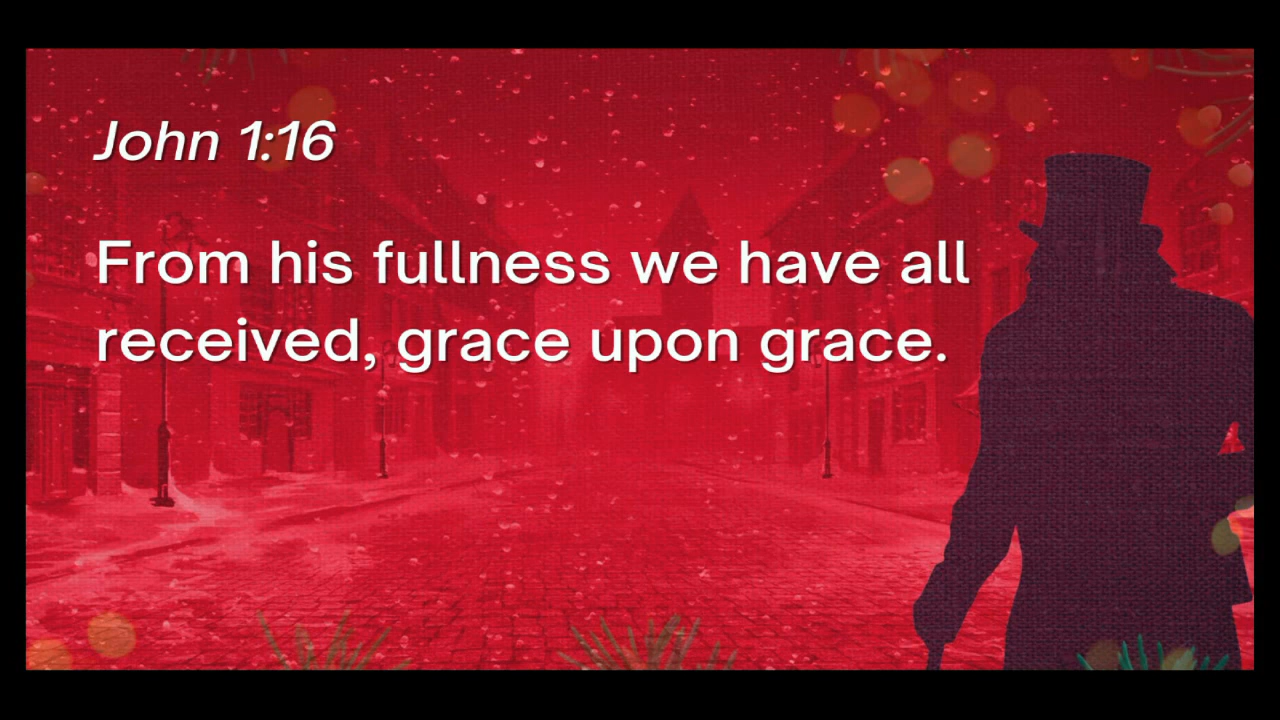 John 1:16
From his fullness we have all
received, grace upon grace.